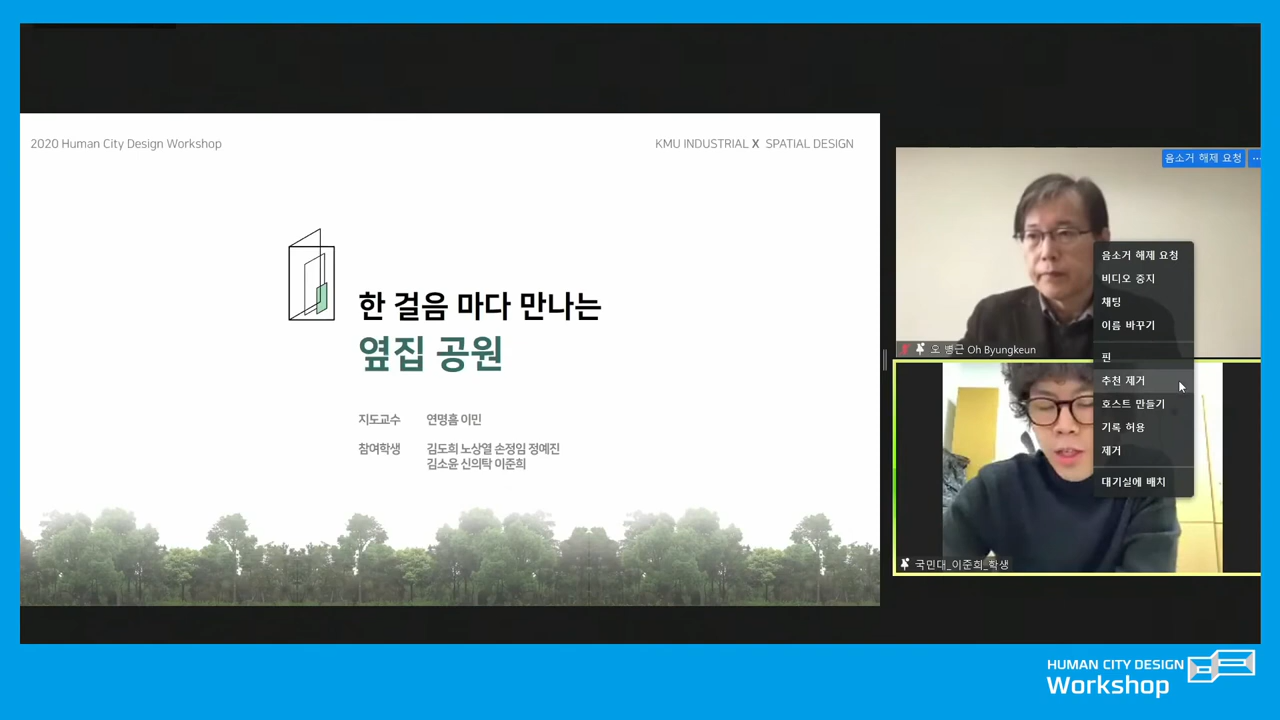 2020 Human City Design Workshop
KMU INDUSTRIAL X SPATIAL DESIGN
한 걸음 마다 만나는
옆집 공원
지도교수 연명흠 이민
참여학생 김도희 노상열 손정임 정예진
김소윤 신의탁 이준희
음소거 해제 요청 ...
음소거 해제 요청
비디오 중지
채팅
이름 바꾸기
핀
추천 제거
호스트 만들기
기록 허용
제거
대기실에 배치
오 병근 Oh Byungkeun
국민대_이준희_학생
HUMAN CITY DESIGN
Workshop